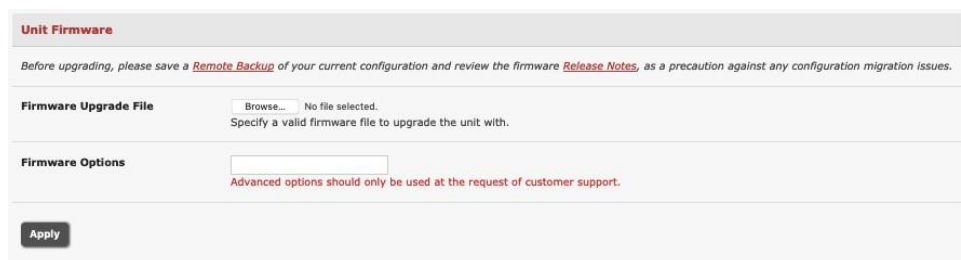 Unit Firmware
Before upgrading, please save a Remote Backup of your current configuration and review the firmware Release Notes, as a precaution against any configuration migration issues.
Firmware Upgrade File
Browse... No file selected.
Specify a valid firmware file to upgrade the unit with.
Firmware Options
Advanced options should only be used at the request of customer support.
Apply